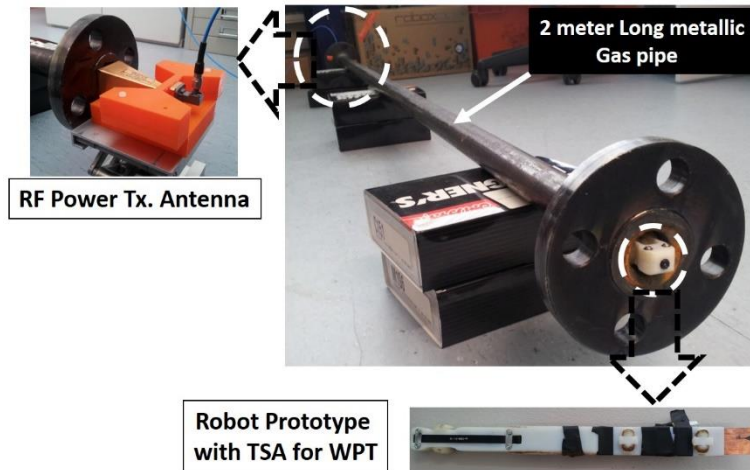 2 meter Long metallic
Gas pipe
RF Power Tx. Antenna
Robot Prototype
with TSA for WPT